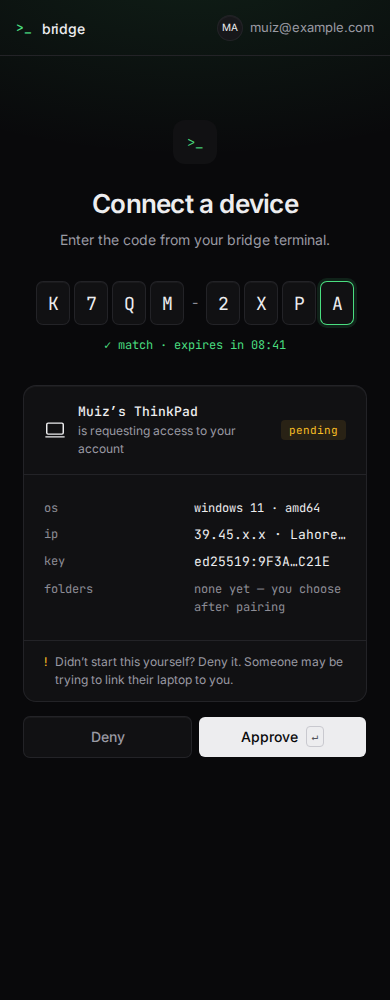 >_ bridge MA muiz@example.com
>_
Connect a device
Enter the code from your bridge terminal.
K 7 Q M - 2 X P A
✓ match · expires in 08:41
Muiz’s ThinkPad
is requesting access to your
account
pending
os windows 11 · amd64
ip 39.45.x.x · Lahore…
key ed25519:9F3A…C21E
folders none yet — you choose
after pairing
! Didn’t start this yourself? Deny it. Someone may be
trying to link their laptop to you.
Deny Approve ↵